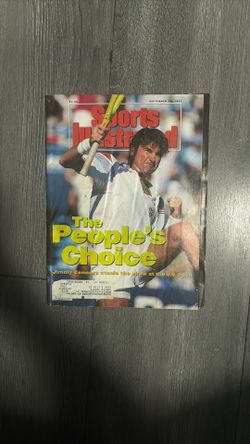 Sports
Illustrated
The
People's
Choice
Jimmy Connors steals the show at the U.S. Open